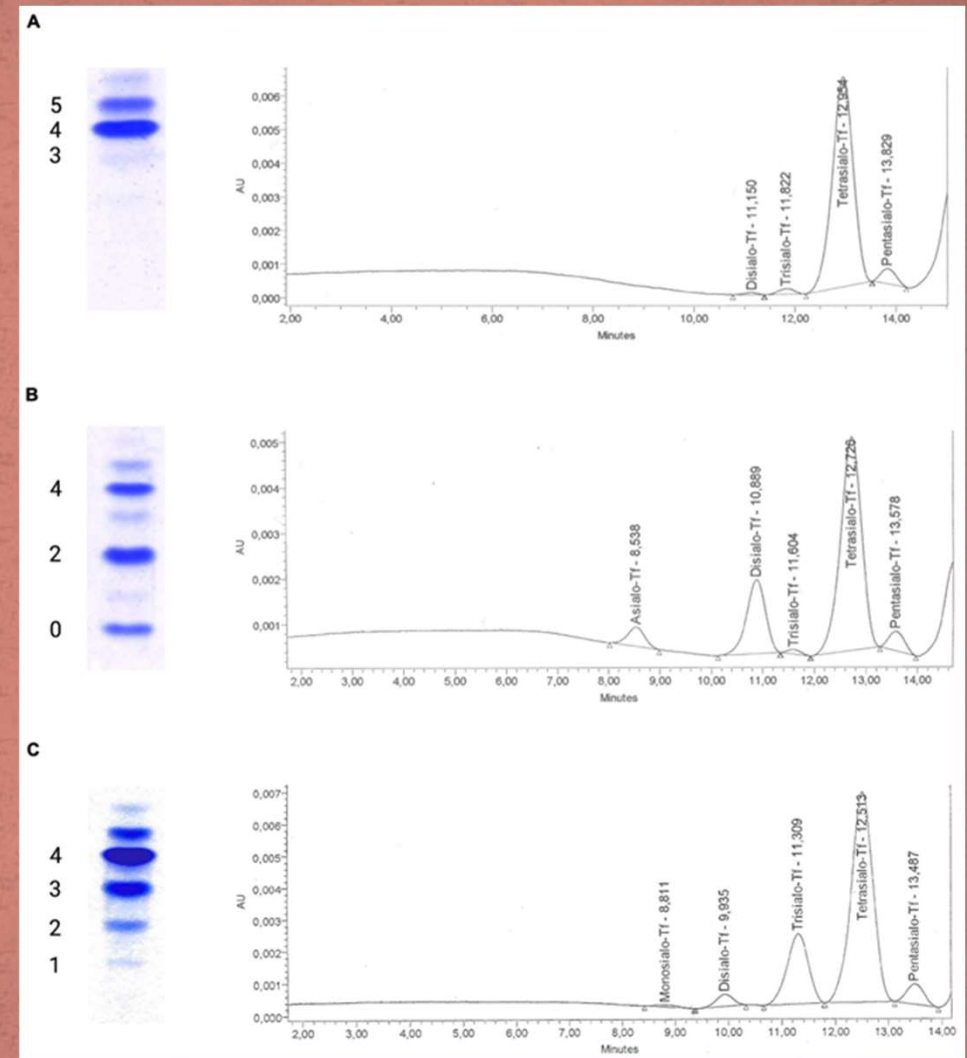 A
5
4
3
AU
0,006
0,005
0,004
0,003
0,002
0,001
0,000
Disialo-Tf - 11,150
Trisialo-Tf - 11,822
Tetrasialo-Tf - 12,954
Pentasialo-Tf - 13,829
2,00 4,00 6,00 8,00 10,00 12,00 14,00
Minutes
B
4
2
0
AU
0,005
0,004
0,003
0,002
0,001
Asialo-Tf - 8,538
Disialo-Tf - 10,889
Trisialo-Tf - 11,604
Tetrasialo-Tf - 12,726
Pentasialo-Tf - 13,578
2,00 3,00 4,00 5,00 6,00 7,00 8,00 9,00 10,00 11,00 12,00 13,00 14,00
Minutes
C
4
3
2
1
AU
0,007
0,006
0,005
0,004
0,003
0,002
0,001
0,000
Monosialo-Tf - 8,811
Disialo-Tf - 9,935
Trisialo-Tf - 11,309
Tetrasialo-Tf - 12,513
Pentasialo-Tf - 13,487
2,00 3,00 4,00 5,00 6,00 7,00 8,00 9,00 10,00 11,00 12,00 13,00 14,00
Minutes